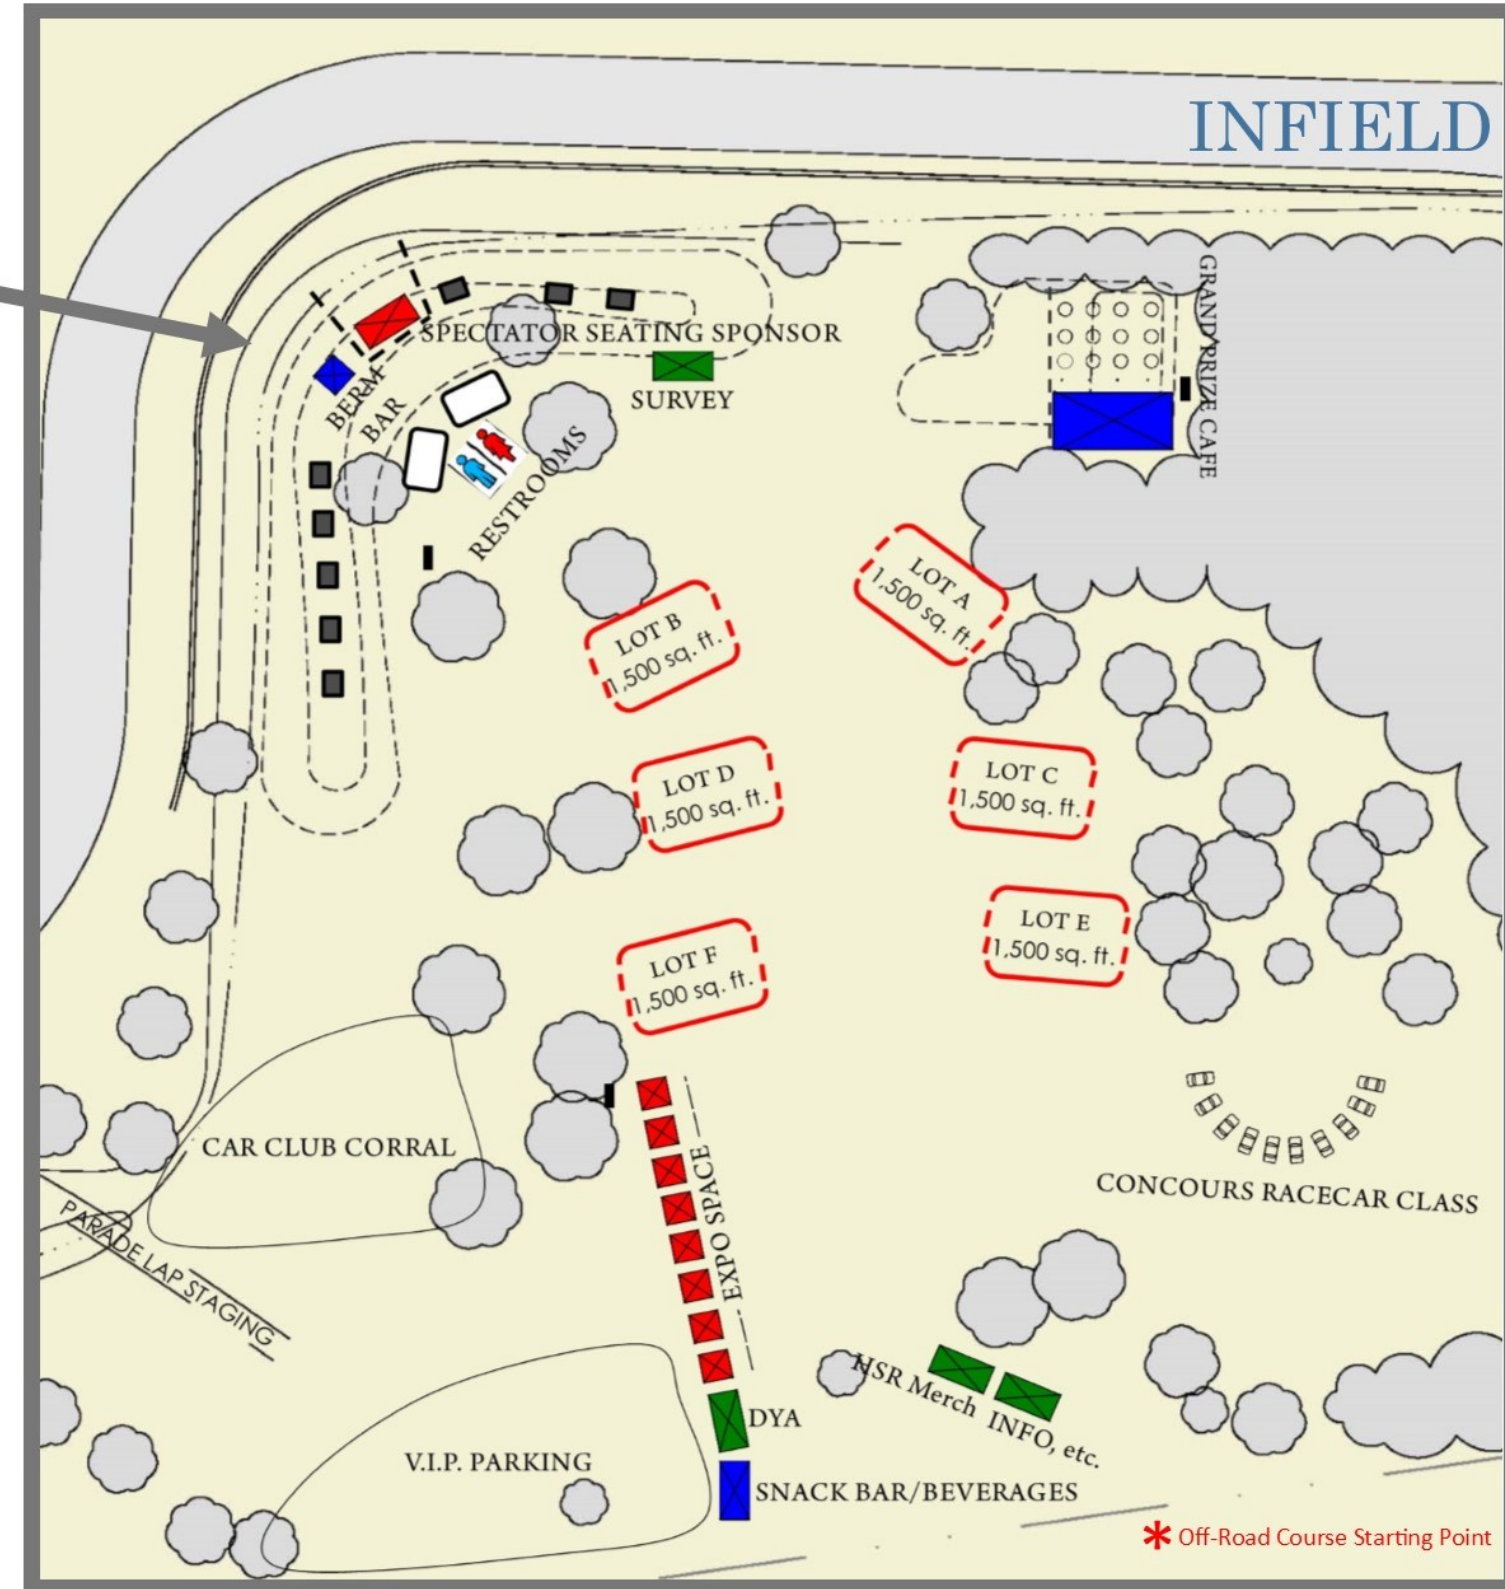 INFIELD
GRAND PRIZE CAFE
SPECTATOR SEATING SPONSOR
SURVEY
BERM
BAR
RESTROOMS
LOT A
1,500 sq. ft.
LOT B
1,500 sq. ft.
LOT D
1,500 sq. ft.
LOT C
1,500 sq. ft.
LOT E
1,500 sq. ft.
LOT F
1,500 sq. ft.
CAR CLUB CORRAL
EXPO SPACE
CONCOURS RACECAR CLASS
PARADE LAP STAGING
HSR Merch
INFO, etc.
DYA
V.I.P. PARKING
SNACK BAR/BEVERAGES
* Off-Road Course Starting Point